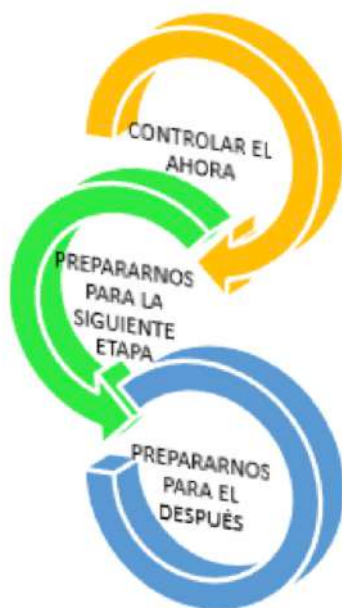 CONTROLAR EL
AHORA
PREPARARNOS
PARA LA
SIGUIENTE
ETAPA
PREPARARNOS
PARA EL
DESPUÉS